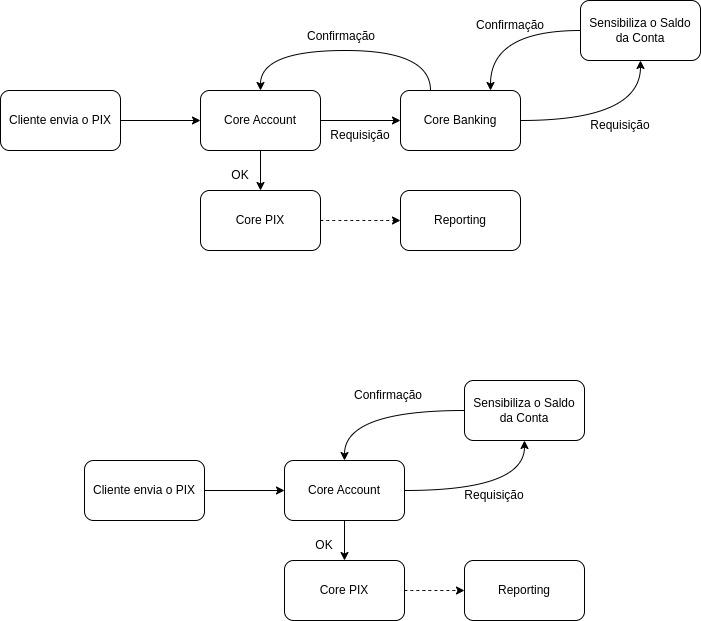 Confirmação
Sensibiliza o Saldo
da Conta
Confirmação
Cliente envia o PIX
Core Account
Requisição
Core Banking
Requisição
OK
Core PIX
Reporting
Confirmação
Sensibiliza o Saldo
da Conta
Cliente envia o PIX
Core Account
Requisição
OK
Core PIX
Reporting